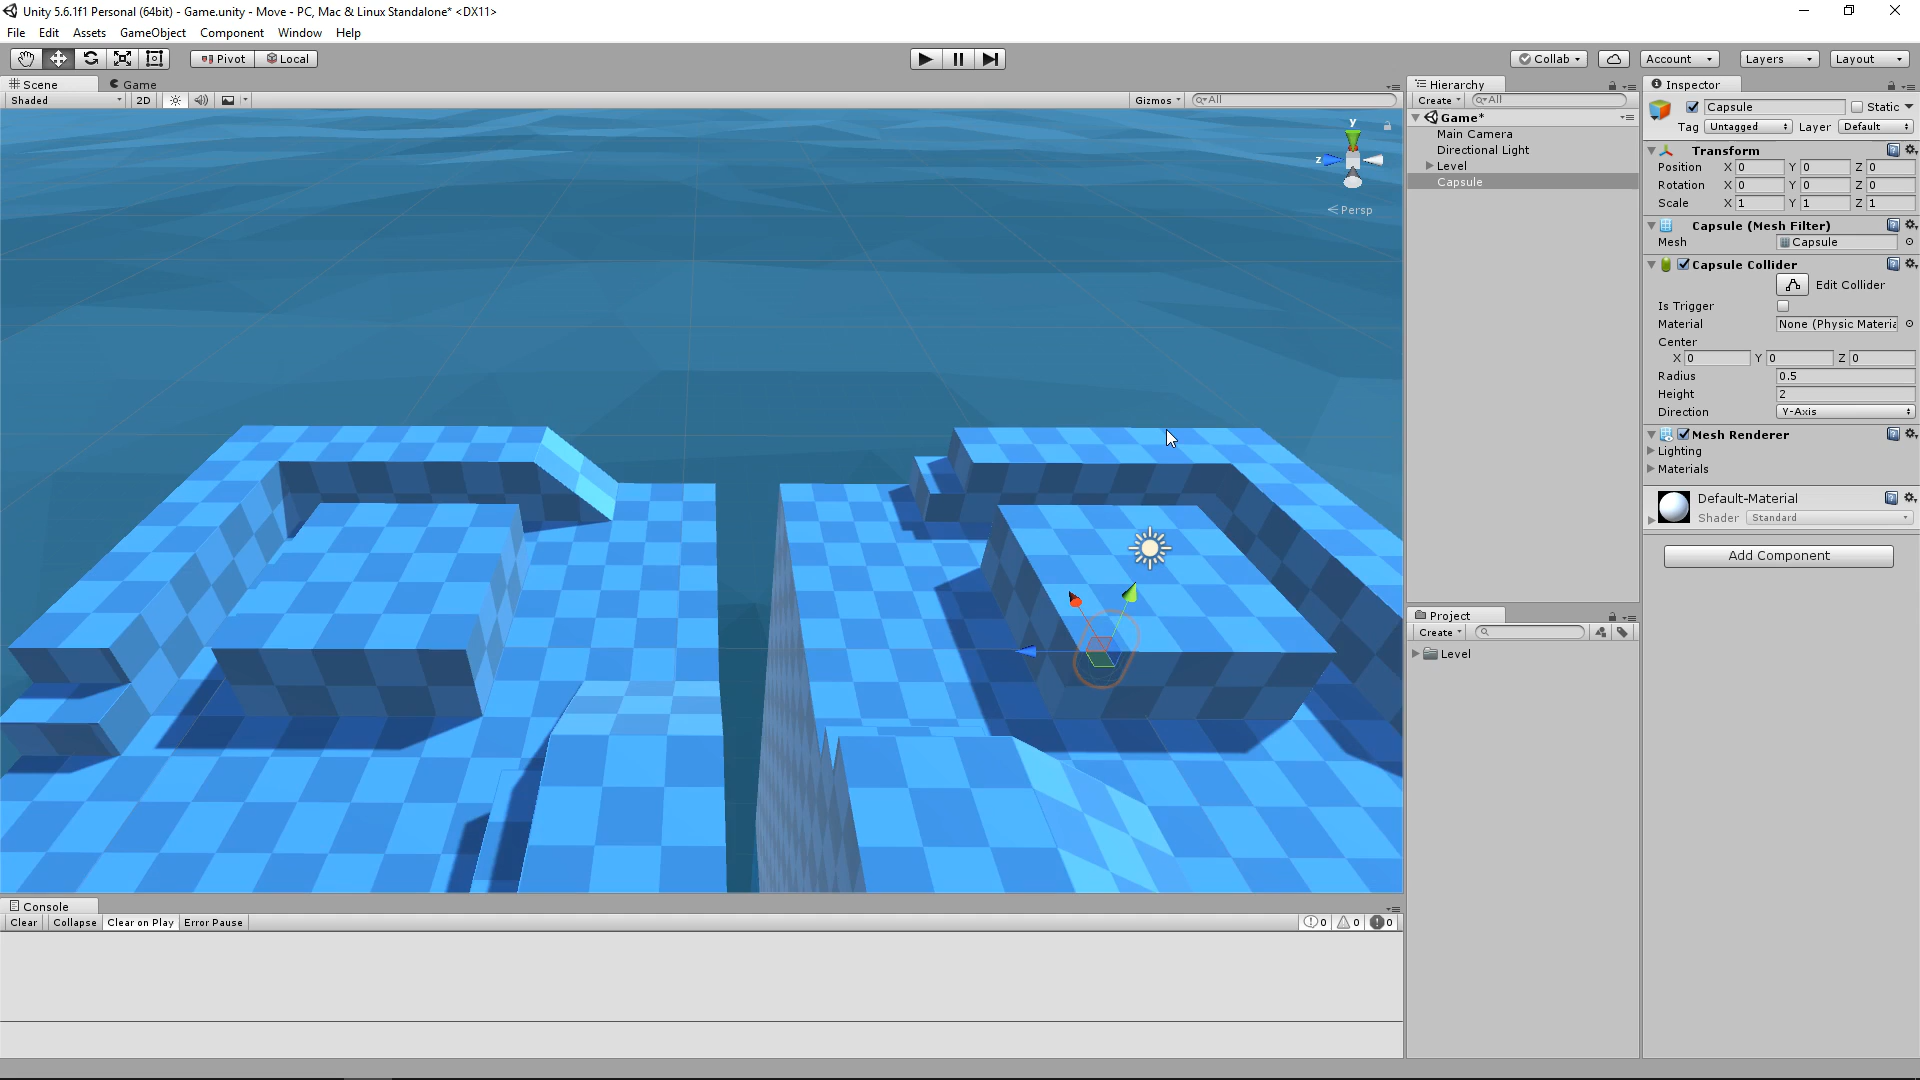 Unity 5.6.1f1 Personal (64bit) - Game.unity - Move - PC, Mac & Linux Standalone* <DX11>
File Edit Assets GameObject Component Window Help
Pivot Local Collab Account Layers Layout
Scene Game
Shaded 2D Gizmos All
y
z
Persp
Hierarchy
Create All
Game*
Main Camera
Directional Light
Level
Capsule
Project
Create
Level
Inspector
Capsule Static
Tag Untagged Layer Default
Transform
Position X 0 Y 0 Z 0
Rotation X 0 Y 0 Z 0
Scale X 1 Y 1 Z 1
Capsule (Mesh Filter)
Mesh Capsule
Capsule Collider
Edit Collider
Is Trigger
Material None (Physic Materia
Center
X 0 Y 0 Z 0
Radius 0.5
Height 2
Direction Y-Axis
Mesh Renderer
Lighting
Materials
Default-Material
Shader Standard
Add Component
Console
Clear Collapse Clear on Play Error Pause 0 0 0